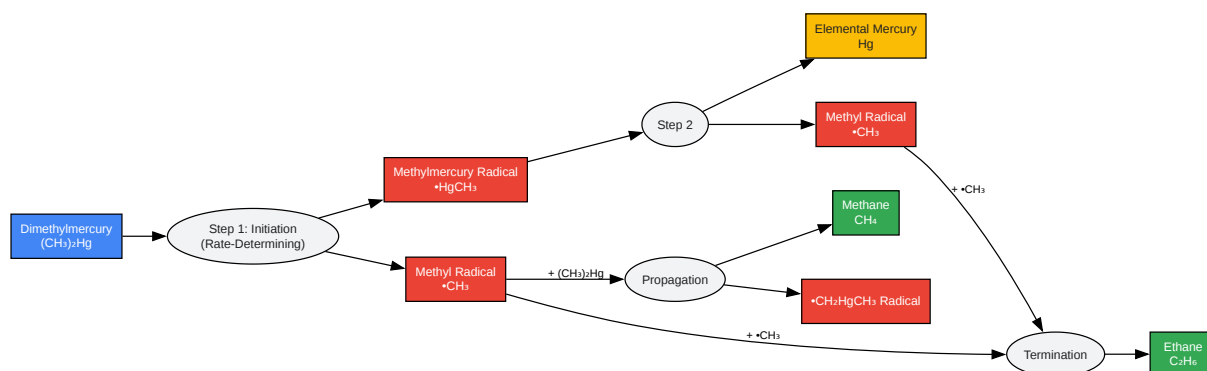 Elemental Mercury
Hg
Step 2
Methyl Radical
•CH₃
Methylmercury Radical
•HgCH₃
+ •CH₃
Methane
CH₄
Dimethylmercury
(CH₃)₂Hg
Step 1: Initiation
(Rate-Determining)
Methyl Radical
•CH₃
+ (CH₃)₂Hg
Propagation
•CH₂HgCH₃ Radical
+ •CH₃
Termination
Ethane
C₂H₆